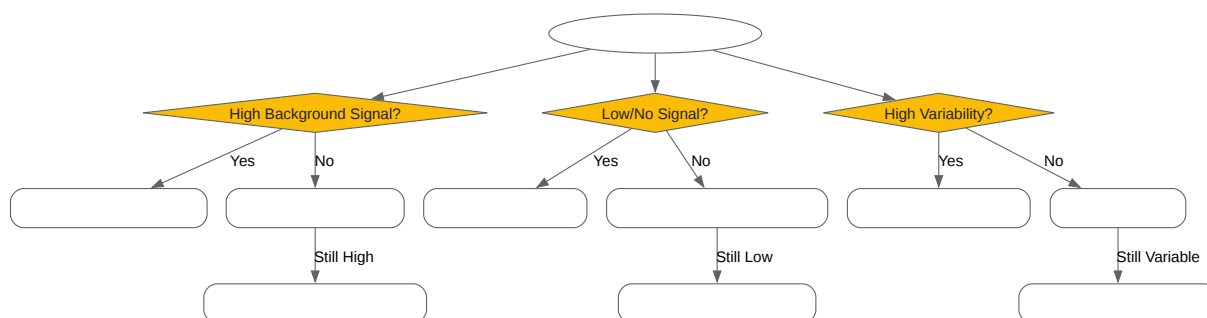 High Background Signal?
Low/No Signal?
High Variability?
Yes
No
Yes
No
Yes
No
Still High
Still Low
Still Variable